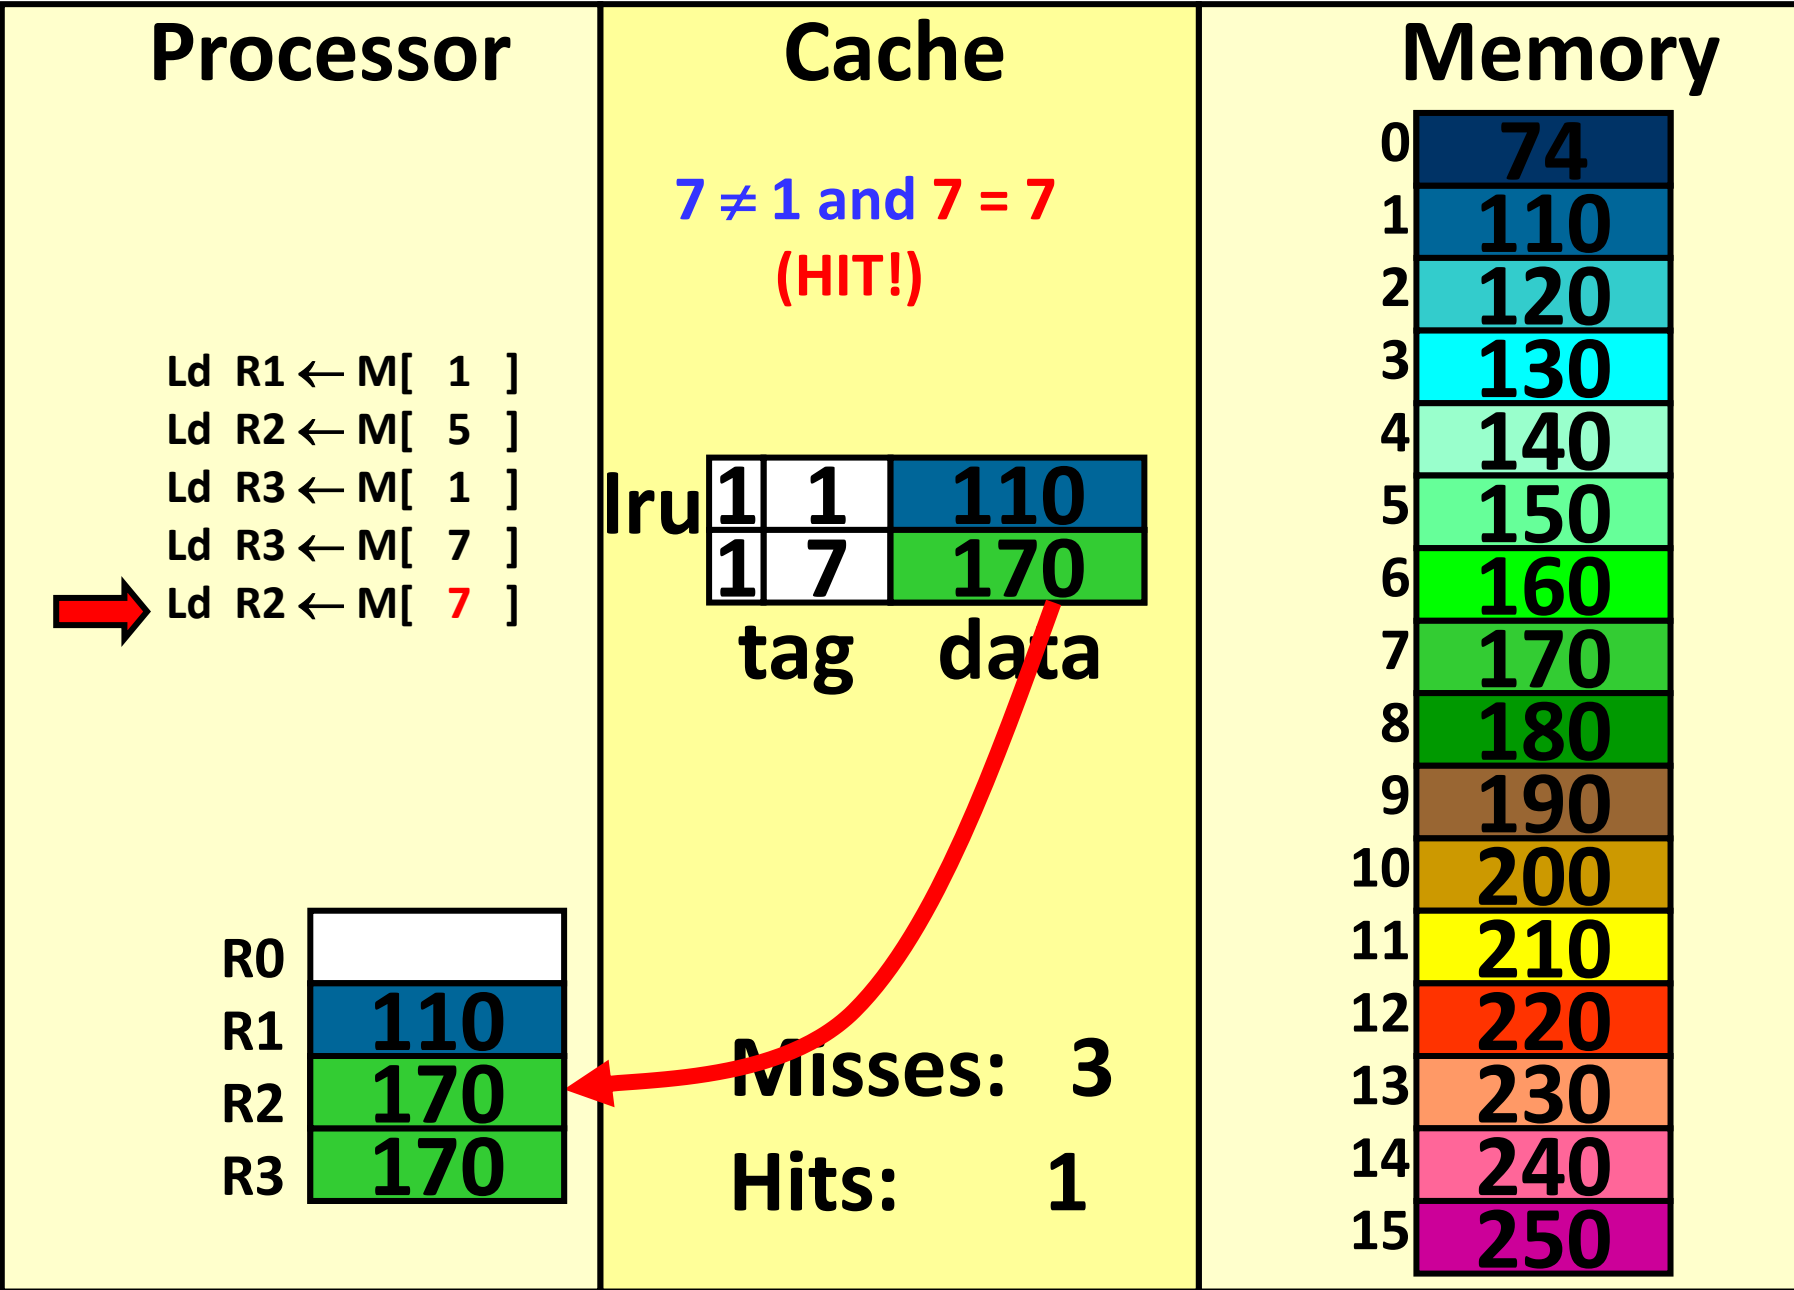 Processor
Cache
Memory
7 ≠ 1 and 7 = 7
(HIT!)
Ld R1 ← M[ 1 ]
Ld R2 ← M[ 5 ]
Ld R3 ← M[ 1 ]
Ld R3 ← M[ 7 ]
Ld R2 ← M[ 7 ]
lru
1 1 110
1 7 170
tag data
R0
R1 110
R2 170
R3 170
Misses: 3
Hits: 1
0 74
1 110
2 120
3 130
4 140
5 150
6 160
7 170
8 180
9 190
10 200
11 210
12 220
13 230
14 240
15 250